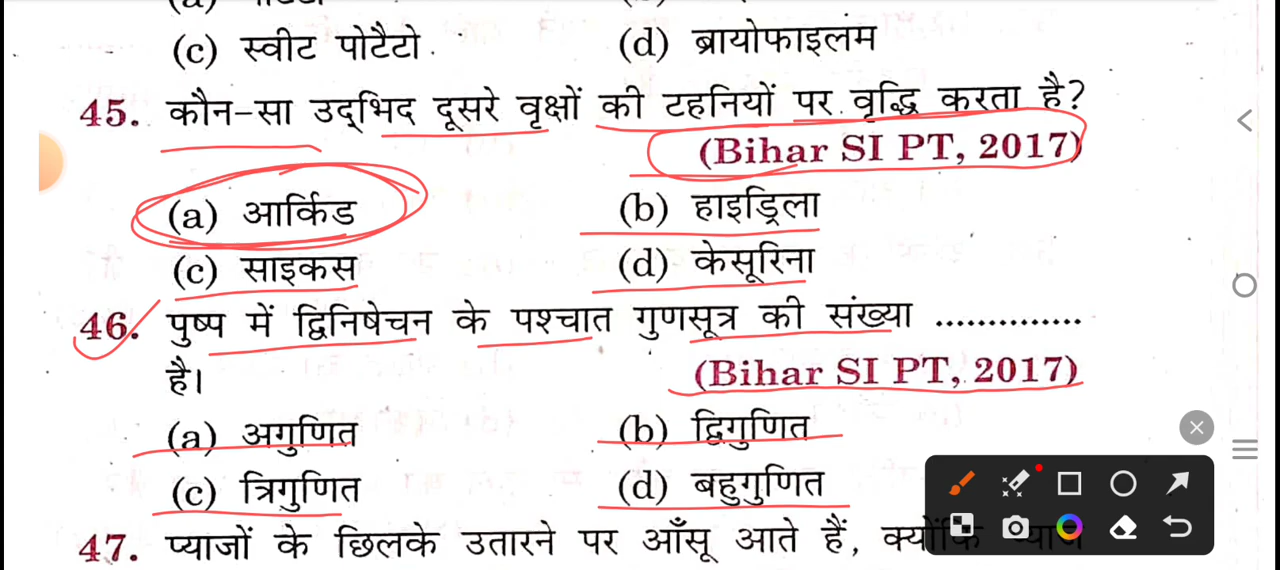 (c) स्वीट पोटैटो
(d) ब्रायोफाइलम
45. कौन-सा उद्भिद दूसरे वृक्षों की टहनियों पर वृद्धि करता है?
(Bihar SI PT, 2017)
(a) आर्किड
(b) हाइड्रिला
(c) साइकस
(d) केसूरिना
46. पुष्प में द्विनिषेचन के पश्चात गुणसूत्र की संख्या ..............
है।
(Bihar SI PT, 2017)
(a) अगुणित
(b) द्विगुणित
(c) त्रिगुणित
(d) बहुगुणित
47. प्याजों के छिलके उतारने पर आँसू आते हैं, क्योंकि